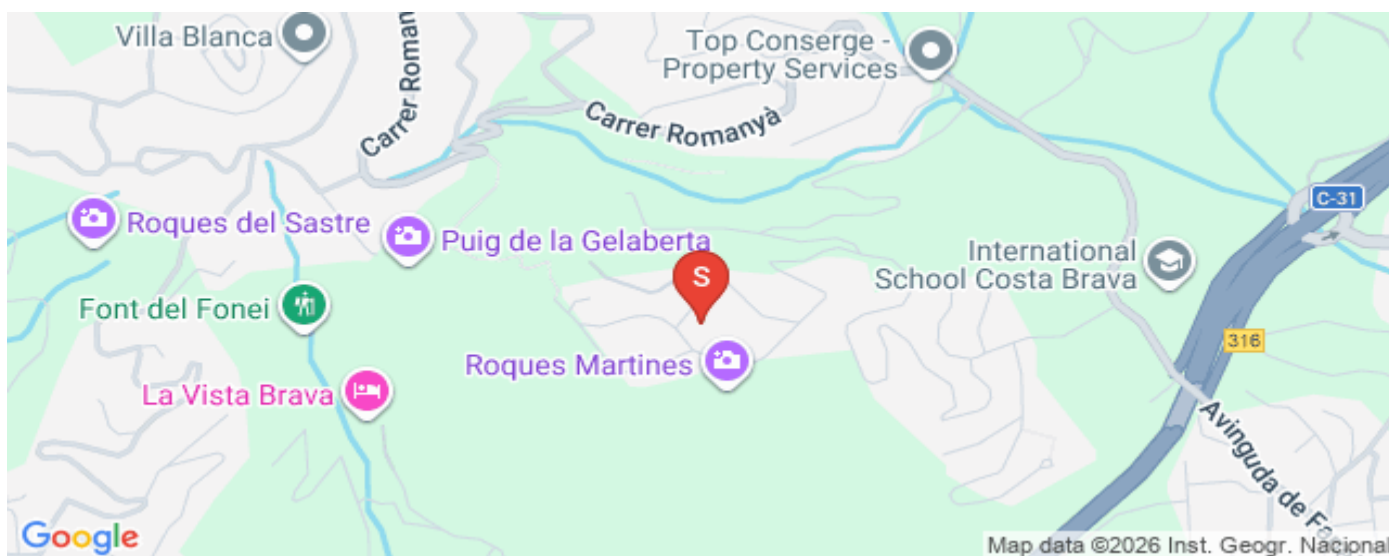 Villa Blanca
Carrer Romany
Top Conserge -
Property Services
Carrer Romanyà
C-31
Roques del Sastre
Puig de la Gelaberta
International
School Costa Brava
S
Font del Fonei
316
Roques Martines
La Vista Brava
Avinguda de Fa
Google
Map data ©2026 Inst. Geogr. Nacional